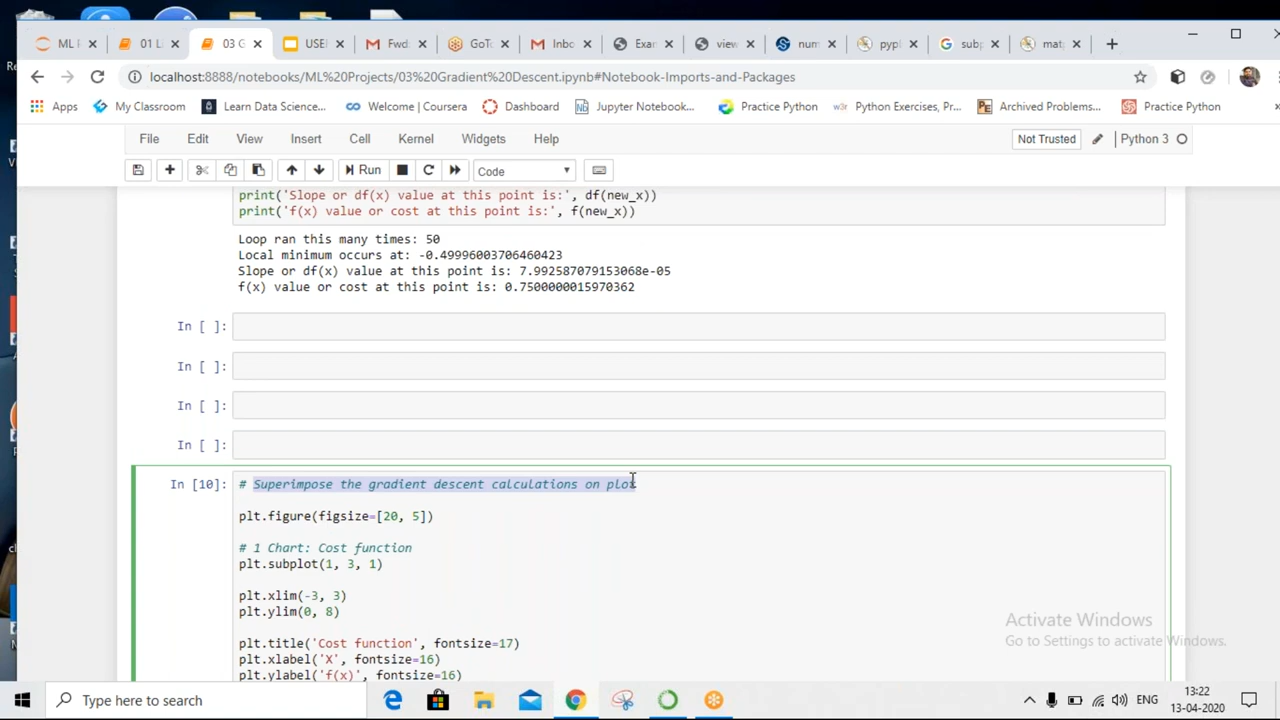 ML P
01 Li
03 G
USEI
Fwd:
GoTo
Inbo
Exar
view
num
pypl
subp
mat
localhost:8888/notebooks/ML%20Projects/03%20Gradient%20Descent.ipynb#Notebook-Imports-and-Packages
Apps
My Classroom
Learn Data Science...
Welcome | Coursera
Dashboard
Jupyter Notebook...
Practice Python
Python Exercises, Pr...
Archived Problems...
Practice Python
File Edit View Insert Cell Kernel Widgets Help
Not Trusted
Python 3
Run
Code
print('Slope or df(x) value at this point is:', df(new_x))
print('f(x) value or cost at this point is:', f(new_x))
Loop ran this many times: 50
Local minimum occurs at: -0.49996003706460423
Slope or df(x) value at this point is: 7.992587079153068e-05
f(x) value or cost at this point is: 0.7500000015970362
In [ ]:
In [ ]:
In [ ]:
In [ ]:
In [10]:
# Superimpose the gradient descent calculations on plot
plt.figure(figsize=[20, 5])
# 1 Chart: Cost function
plt.subplot(1, 3, 1)
plt.xlim(-3, 3)
plt.ylim(0, 8)
plt.title('Cost function', fontsize=17)
plt.xlabel('X', fontsize=16)
plt.ylabel('f(x)', fontsize=16)
Activate Windows
Go to Settings to activate Windows.
Type here to search
ENG
13:22
13-04-2020